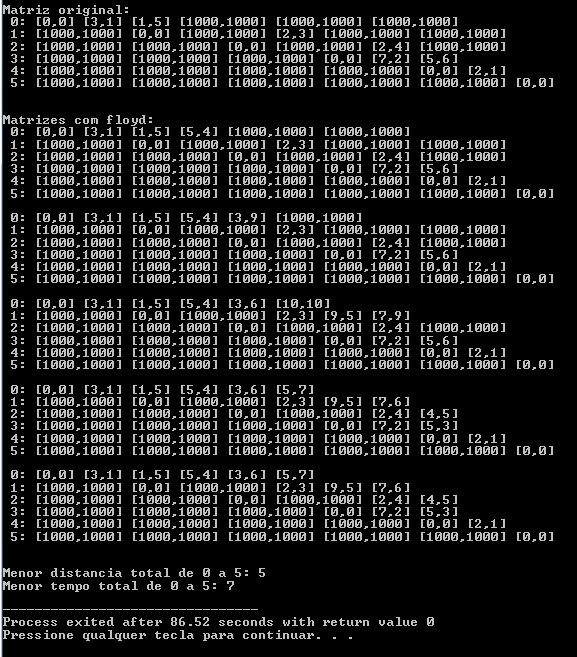 Matriz original:
0: [0,0] [3,1] [1,5] [1000,1000] [1000,1000] [1000,1000]
1: [1000,1000] [0,0] [1000,1000] [2,3] [1000,1000] [1000,1000]
2: [1000,1000] [1000,1000] [0,0] [1000,1000] [2,4] [1000,1000]
3: [1000,1000] [1000,1000] [1000,1000] [0,0] [7,2] [5,6]
4: [1000,1000] [1000,1000] [1000,1000] [1000,1000] [0,0] [2,1]
5: [1000,1000] [1000,1000] [1000,1000] [1000,1000] [1000,1000] [0,0]
Matrizes com floyd:
0: [0,0] [3,1] [1,5] [5,4] [1000,1000] [1000,1000]
1: [1000,1000] [0,0] [1000,1000] [2,3] [1000,1000] [1000,1000]
2: [1000,1000] [1000,1000] [0,0] [1000,1000] [2,4] [1000,1000]
3: [1000,1000] [1000,1000] [1000,1000] [0,0] [7,2] [5,6]
4: [1000,1000] [1000,1000] [1000,1000] [1000,1000] [0,0] [2,1]
5: [1000,1000] [1000,1000] [1000,1000] [1000,1000] [1000,1000] [0,0]
0: [0,0] [3,1] [1,5] [5,4] [3,9] [1000,1000]
1: [1000,1000] [0,0] [1000,1000] [2,3] [1000,1000] [1000,1000]
2: [1000,1000] [1000,1000] [0,0] [1000,1000] [2,4] [1000,1000]
3: [1000,1000] [1000,1000] [1000,1000] [0,0] [7,2] [5,6]
4: [1000,1000] [1000,1000] [1000,1000] [1000,1000] [0,0] [2,1]
5: [1000,1000] [1000,1000] [1000,1000] [1000,1000] [1000,1000] [0,0]
0: [0,0] [3,1] [1,5] [5,4] [3,6] [10,10]
1: [1000,1000] [0,0] [1000,1000] [2,3] [9,5] [7,9]
2: [1000,1000] [1000,1000] [0,0] [1000,1000] [2,4] [1000,1000]
3: [1000,1000] [1000,1000] [1000,1000] [0,0] [7,2] [5,6]
4: [1000,1000] [1000,1000] [1000,1000] [1000,1000] [0,0] [2,1]
5: [1000,1000] [1000,1000] [1000,1000] [1000,1000] [1000,1000] [0,0]
0: [0,0] [3,1] [1,5] [5,4] [3,6] [5,7]
1: [1000,1000] [0,0] [1000,1000] [2,3] [9,5] [7,6]
2: [1000,1000] [1000,1000] [0,0] [1000,1000] [2,4] [4,5]
3: [1000,1000] [1000,1000] [1000,1000] [0,0] [7,2] [5,3]
4: [1000,1000] [1000,1000] [1000,1000] [1000,1000] [0,0] [2,1]
5: [1000,1000] [1000,1000] [1000,1000] [1000,1000] [1000,1000] [0,0]
0: [0,0] [3,1] [1,5] [5,4] [3,6] [5,7]
1: [1000,1000] [0,0] [1000,1000] [2,3] [9,5] [7,6]
2: [1000,1000] [1000,1000] [0,0] [1000,1000] [2,4] [4,5]
3: [1000,1000] [1000,1000] [1000,1000] [0,0] [7,2] [5,3]
4: [1000,1000] [1000,1000] [1000,1000] [1000,1000] [0,0] [2,1]
5: [1000,1000] [1000,1000] [1000,1000] [1000,1000] [1000,1000] [0,0]
Menor distancia total de 0 a 5: 5
Menor tempo total de 0 a 5: 7
--------------------------------
Process exited after 86.52 seconds with return value 0
Pressione qualquer tecla para continuar. . .